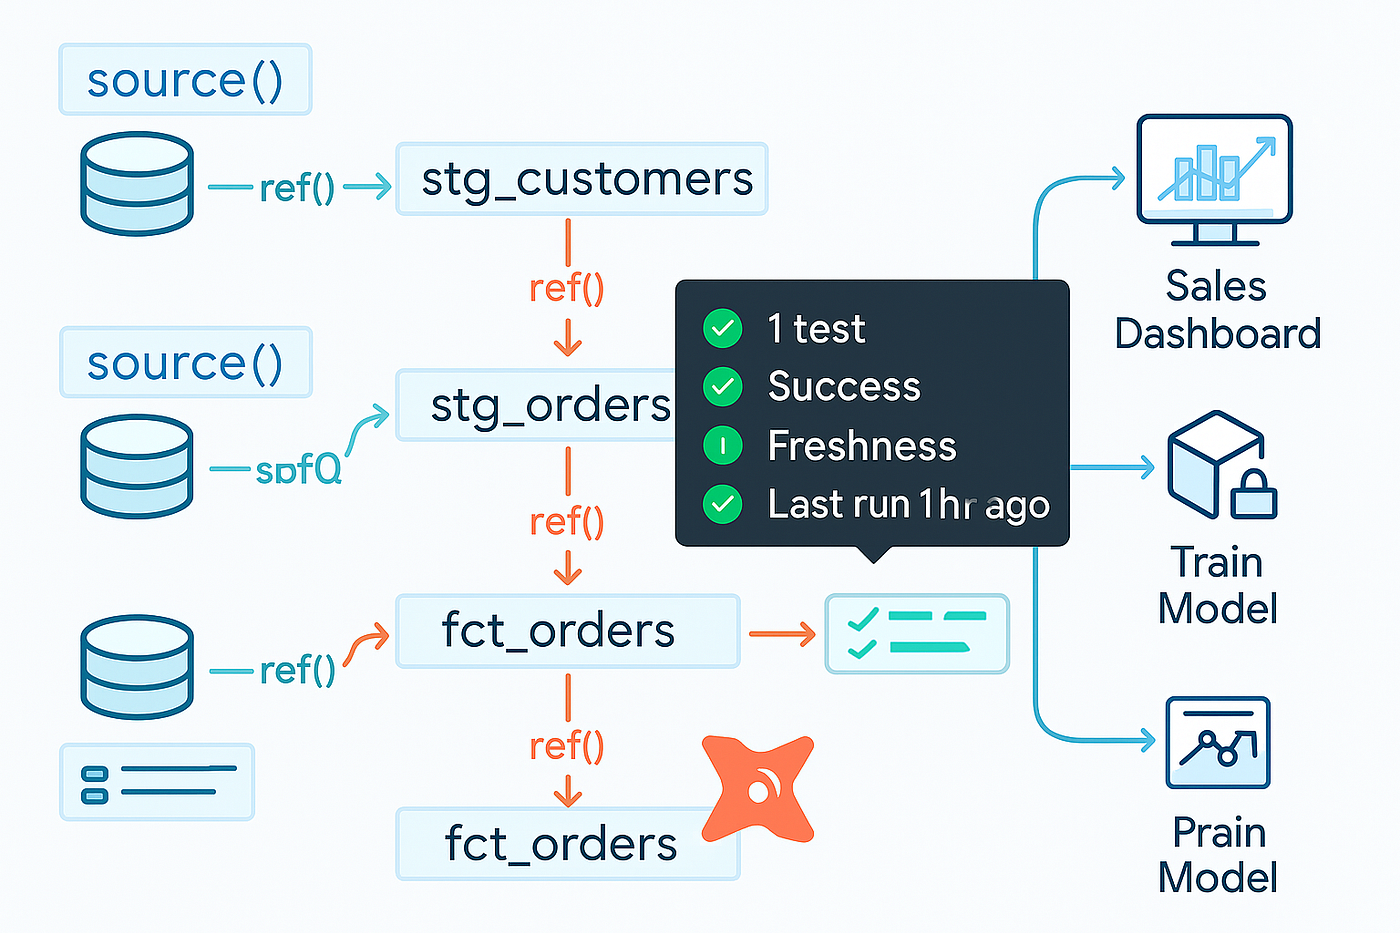 source()
ref()
stg_customers
ref()
source()
stg_orders
ref()
ref()
fct_orders
ref()
fct_orders
1 test
Success
Freshness
Last run 1hr ago
Sales
Dashboard
Train
Model
Prain
Model